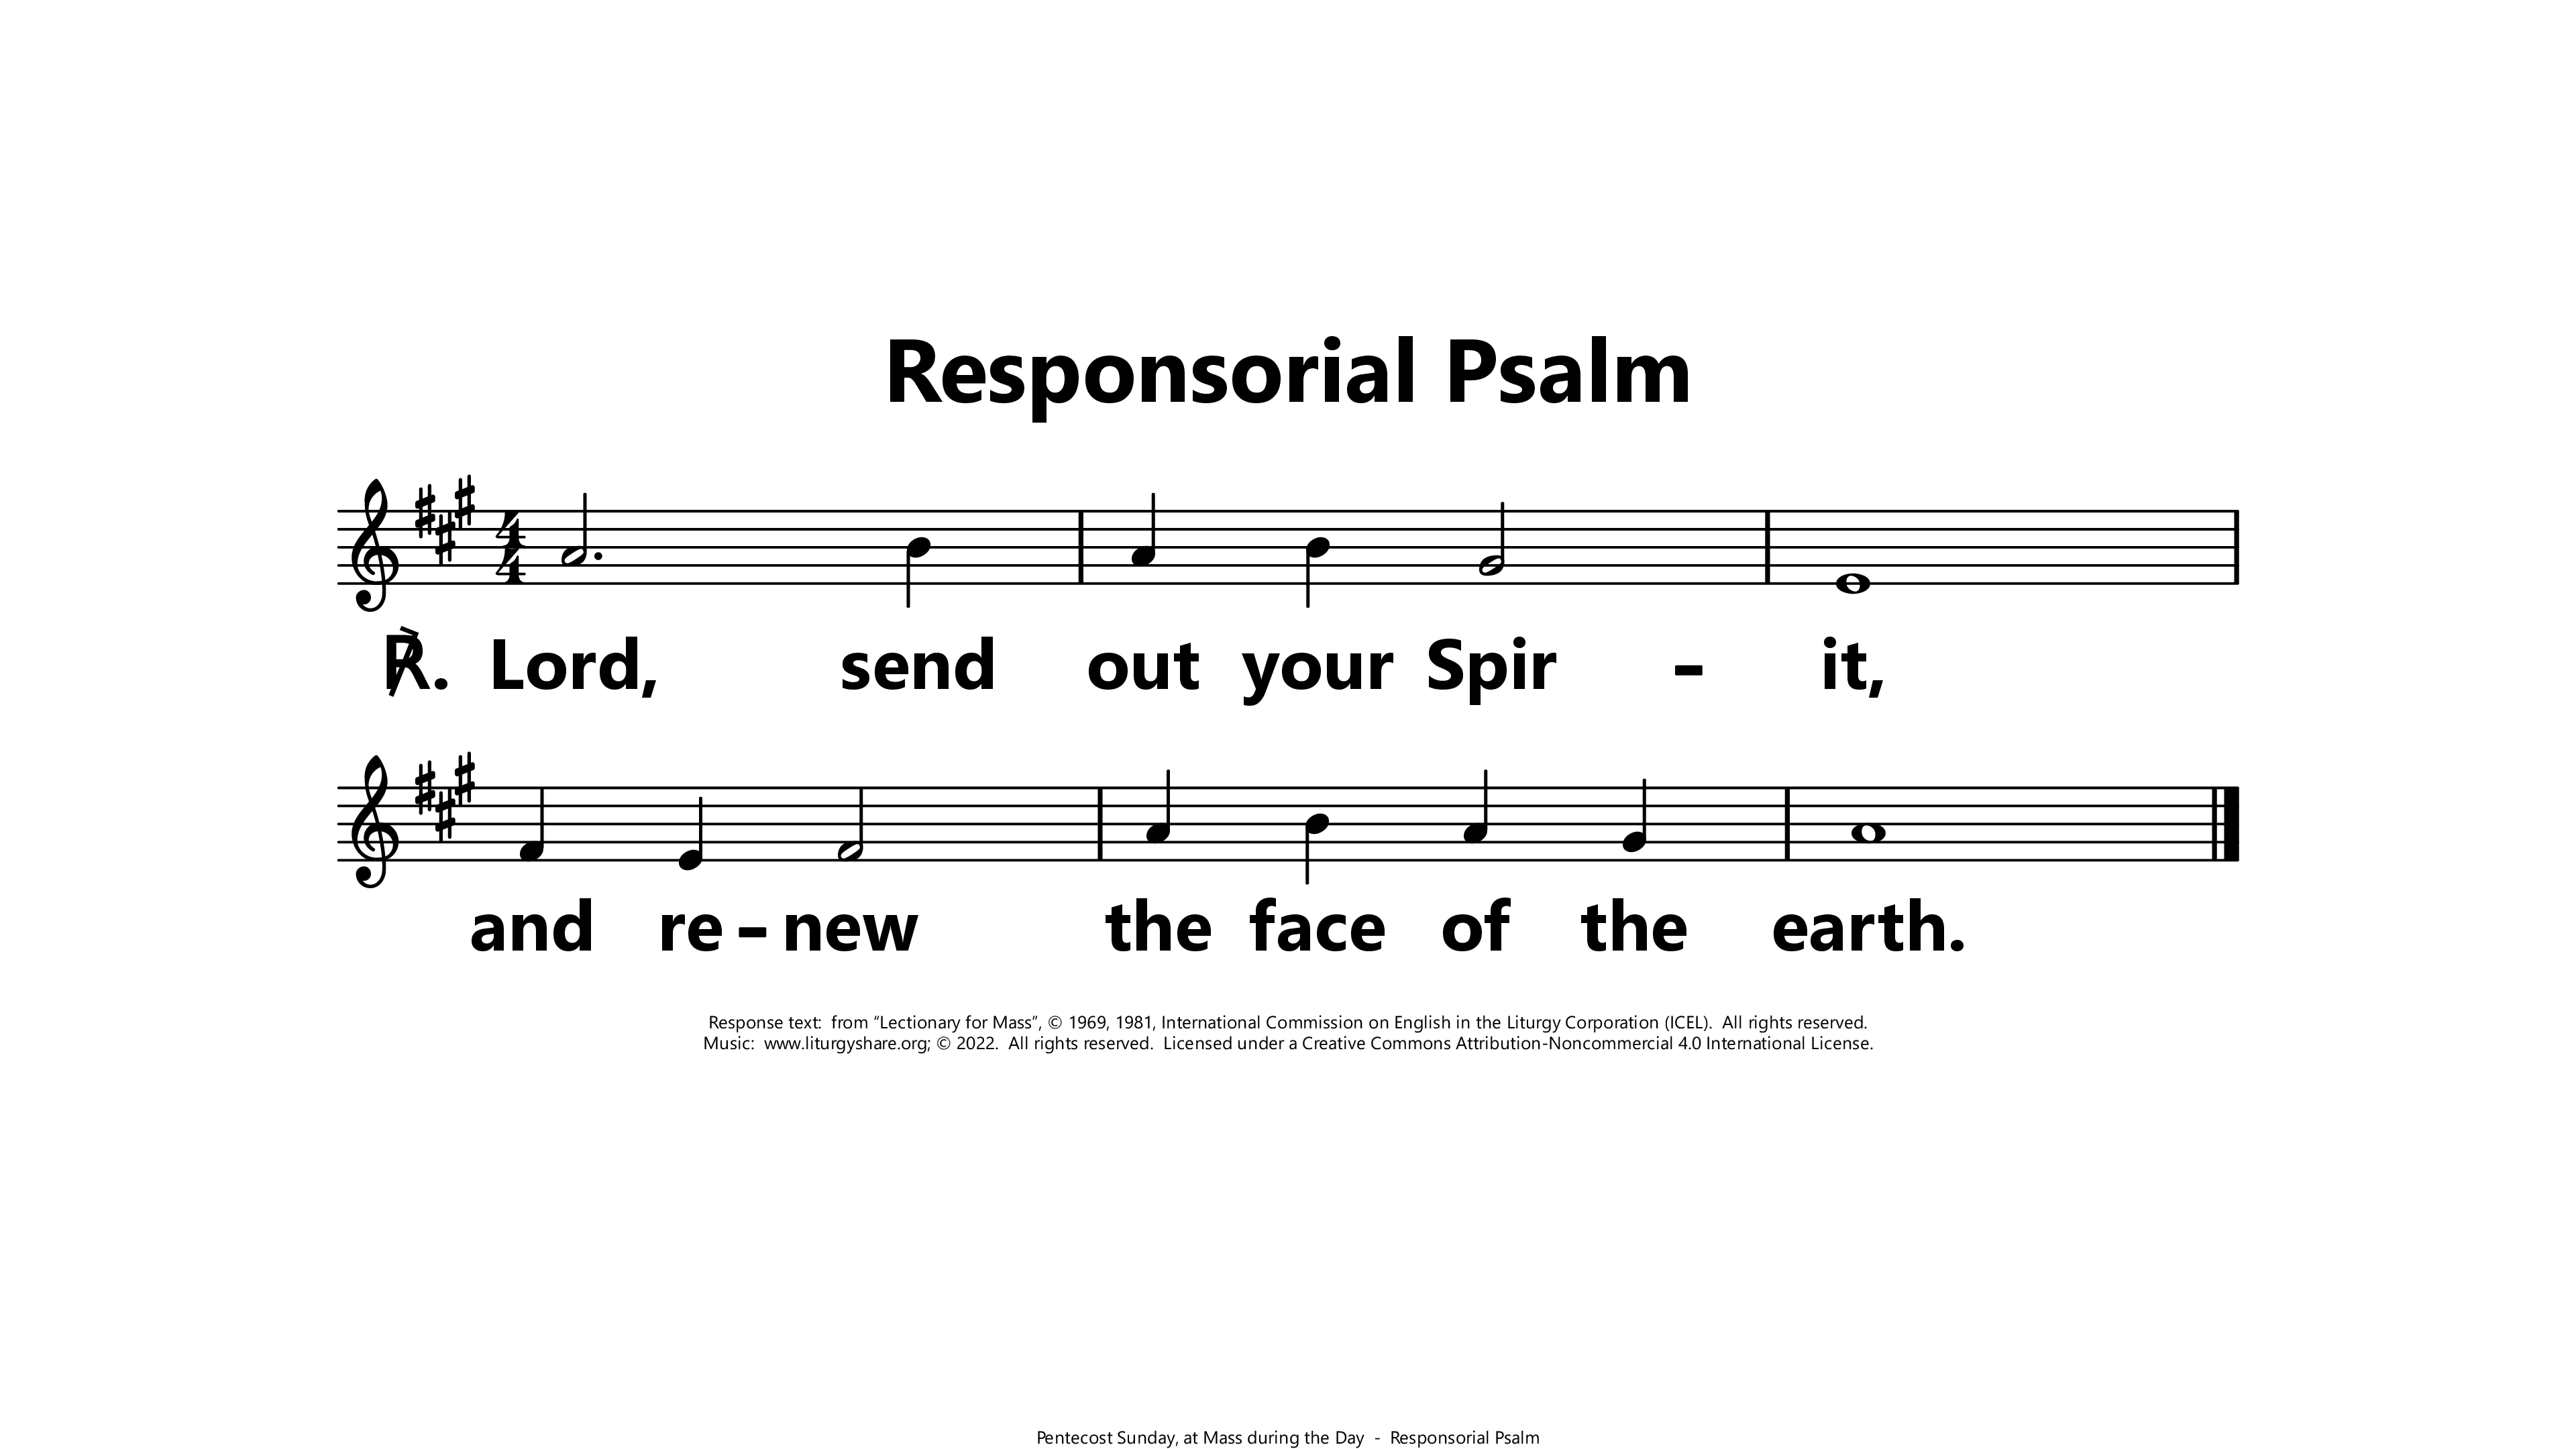 Responsorial Psalm
4
4
℟. Lord, send out your Spir - it,
and re - new the face of the earth.
Response text:  from “Lectionary for Mass”, © 1969, 1981, International Commission on English in the Liturgy Corporation (ICEL).  All rights reserved.
Music:  www.liturgyshare.org; © 2022.  All rights reserved.  Licensed under a Creative Commons Attribution-Noncommercial 4.0 International License.
Pentecost Sunday, at Mass during the Day  -  Responsorial Psalm